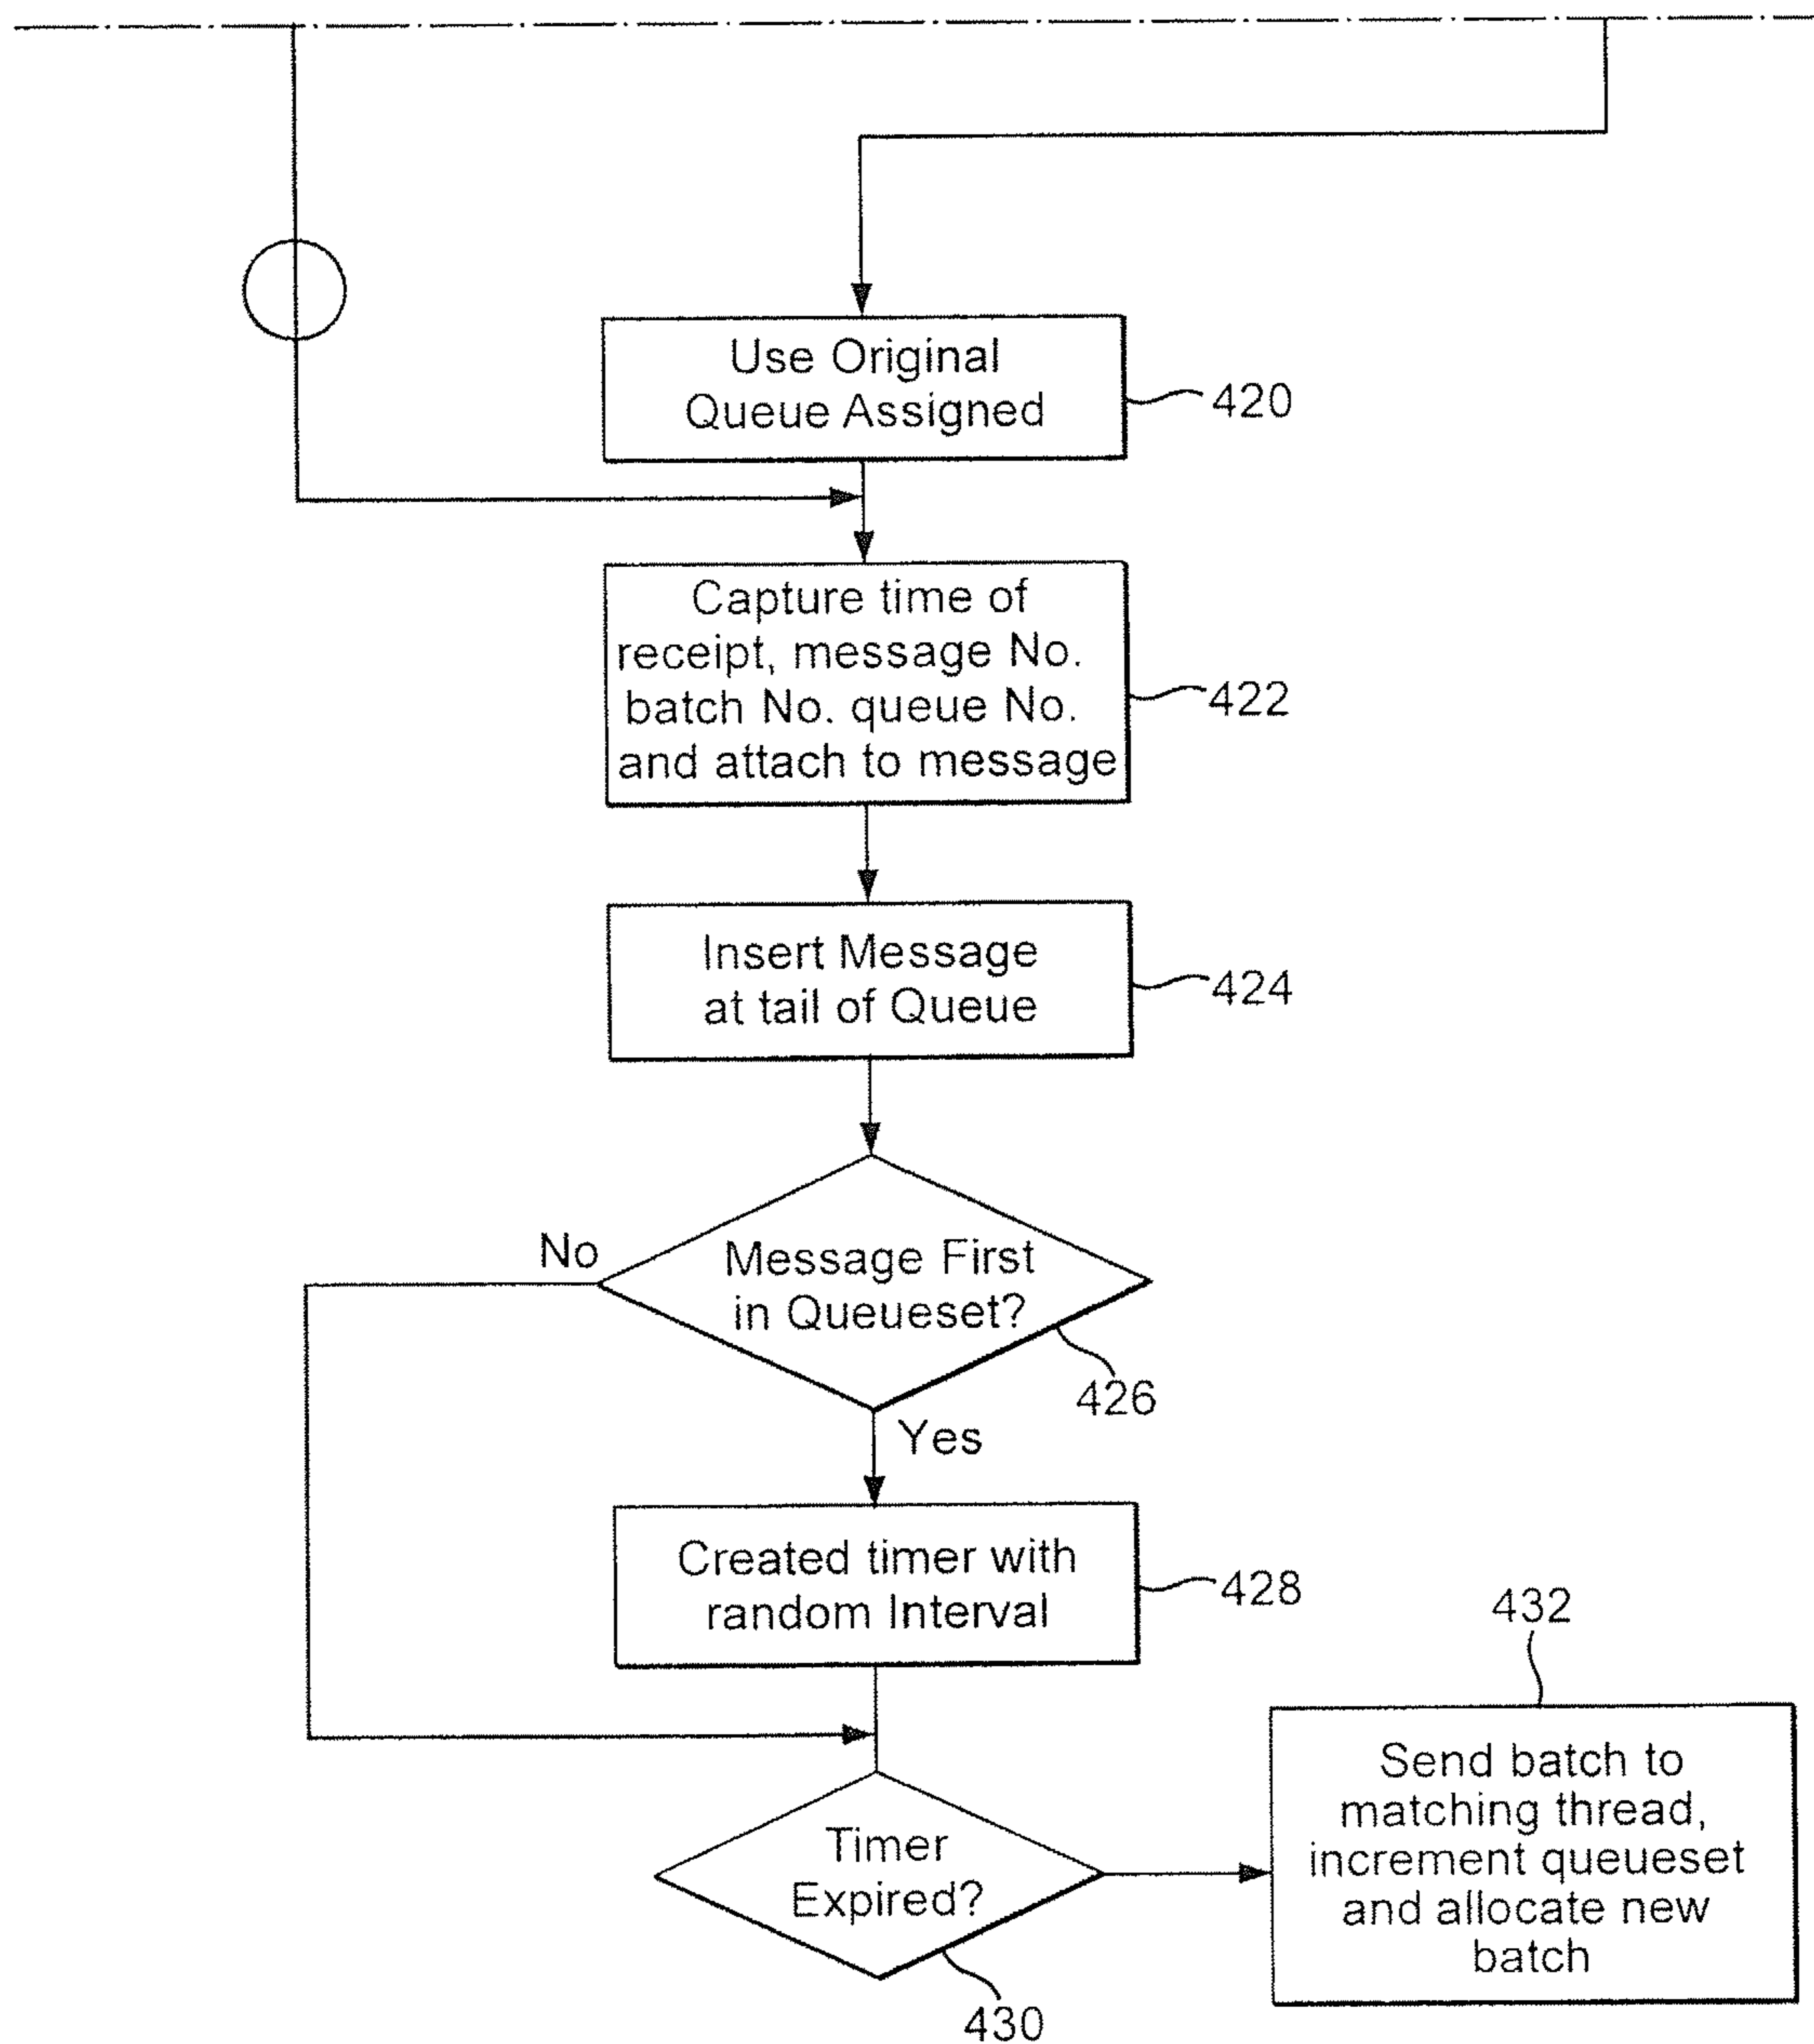 Use Original
Queue Assigned
420
Capture time of
receipt, message No.
batch No. queue No.
and attach to message
422
Insert Message
at tail of Queue
424
No
Message First
in Queueset?
426
Yes
Created timer with
random Interval
428
432
Send batch to
matching thread,
increment queueset
and allocate new
batch
Timer
Expired?
430